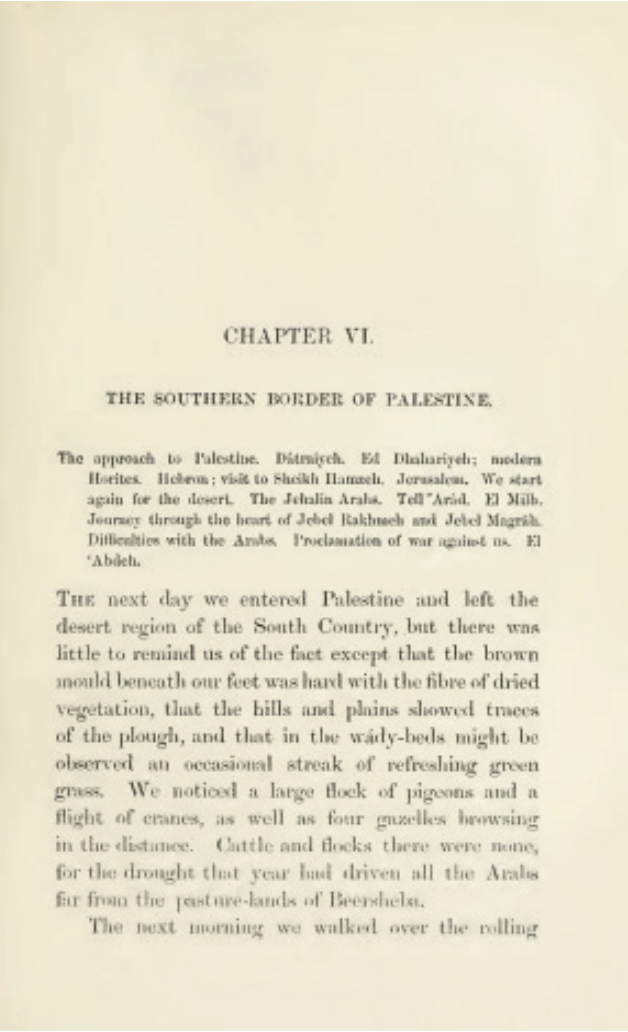 CHAPTER VI.
THE SOUTHERN BORDER OF PALESTINE.
The approach to Palestine. Dátraiyeh. Ed Dhahariyeh; modern
Horites. Hebron; visit to Sheikh Hamzeh. Jerusalem. We start
again for the desert. The Jehalin Arabs. Tell ʿArád. El Milh.
Journey through the heart of Jebel Rakhmeh and Jebel Magráh.
Difficulties with the Arabs. Proclamation of war against us. El
ʿAbdeh.
THE next day we entered Palestine and left the
desert region of the South Country, but there was
little to remind us of the fact except that the brown
mould beneath our feet was hard with the fibre of dried
vegetation, that the hills and plains showed traces
of the plough, and that in the wády-beds might be
observed an occasional streak of refreshing green
grass. We noticed a large flock of pigeons and a
flight of cranes, as well as four gazelles browsing
in the distance. Cattle and flocks there were none,
for the drought that year had driven all the Arabs
far from the pasture-lands of Beersheba.
The next morning we walked over the rolling